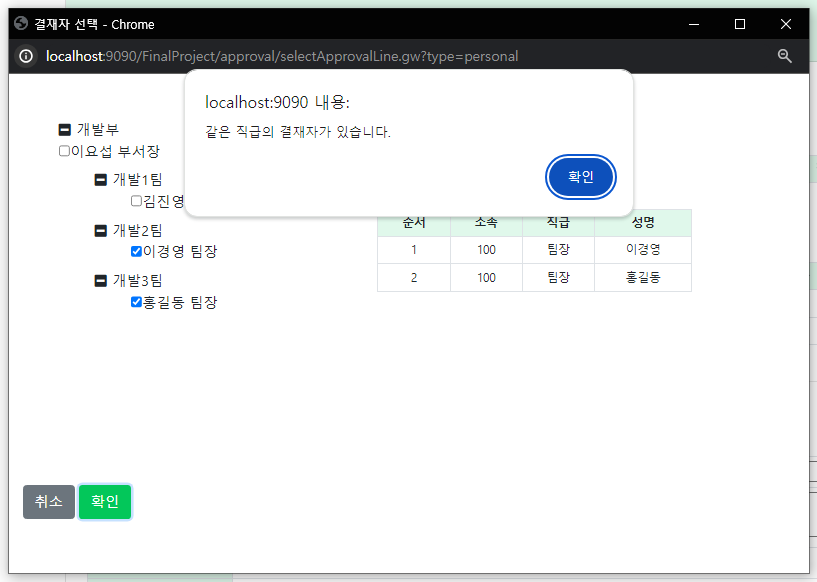 결재자 선택 - Chrome
localhost:9090/FinalProject/approval/selectApprovalLine.gw?type=personal
localhost:9090 내용:
같은 직급의 결재자가 있습니다.
확인
개발부
이요섭 부서장
개발1팀
김진영
개발2팀
이경영 팀장
개발3팀
홍길동 팀장
순서 소속 직급 성명
1 100 팀장 이경영
2 100 팀장 홍길동
취소 확인